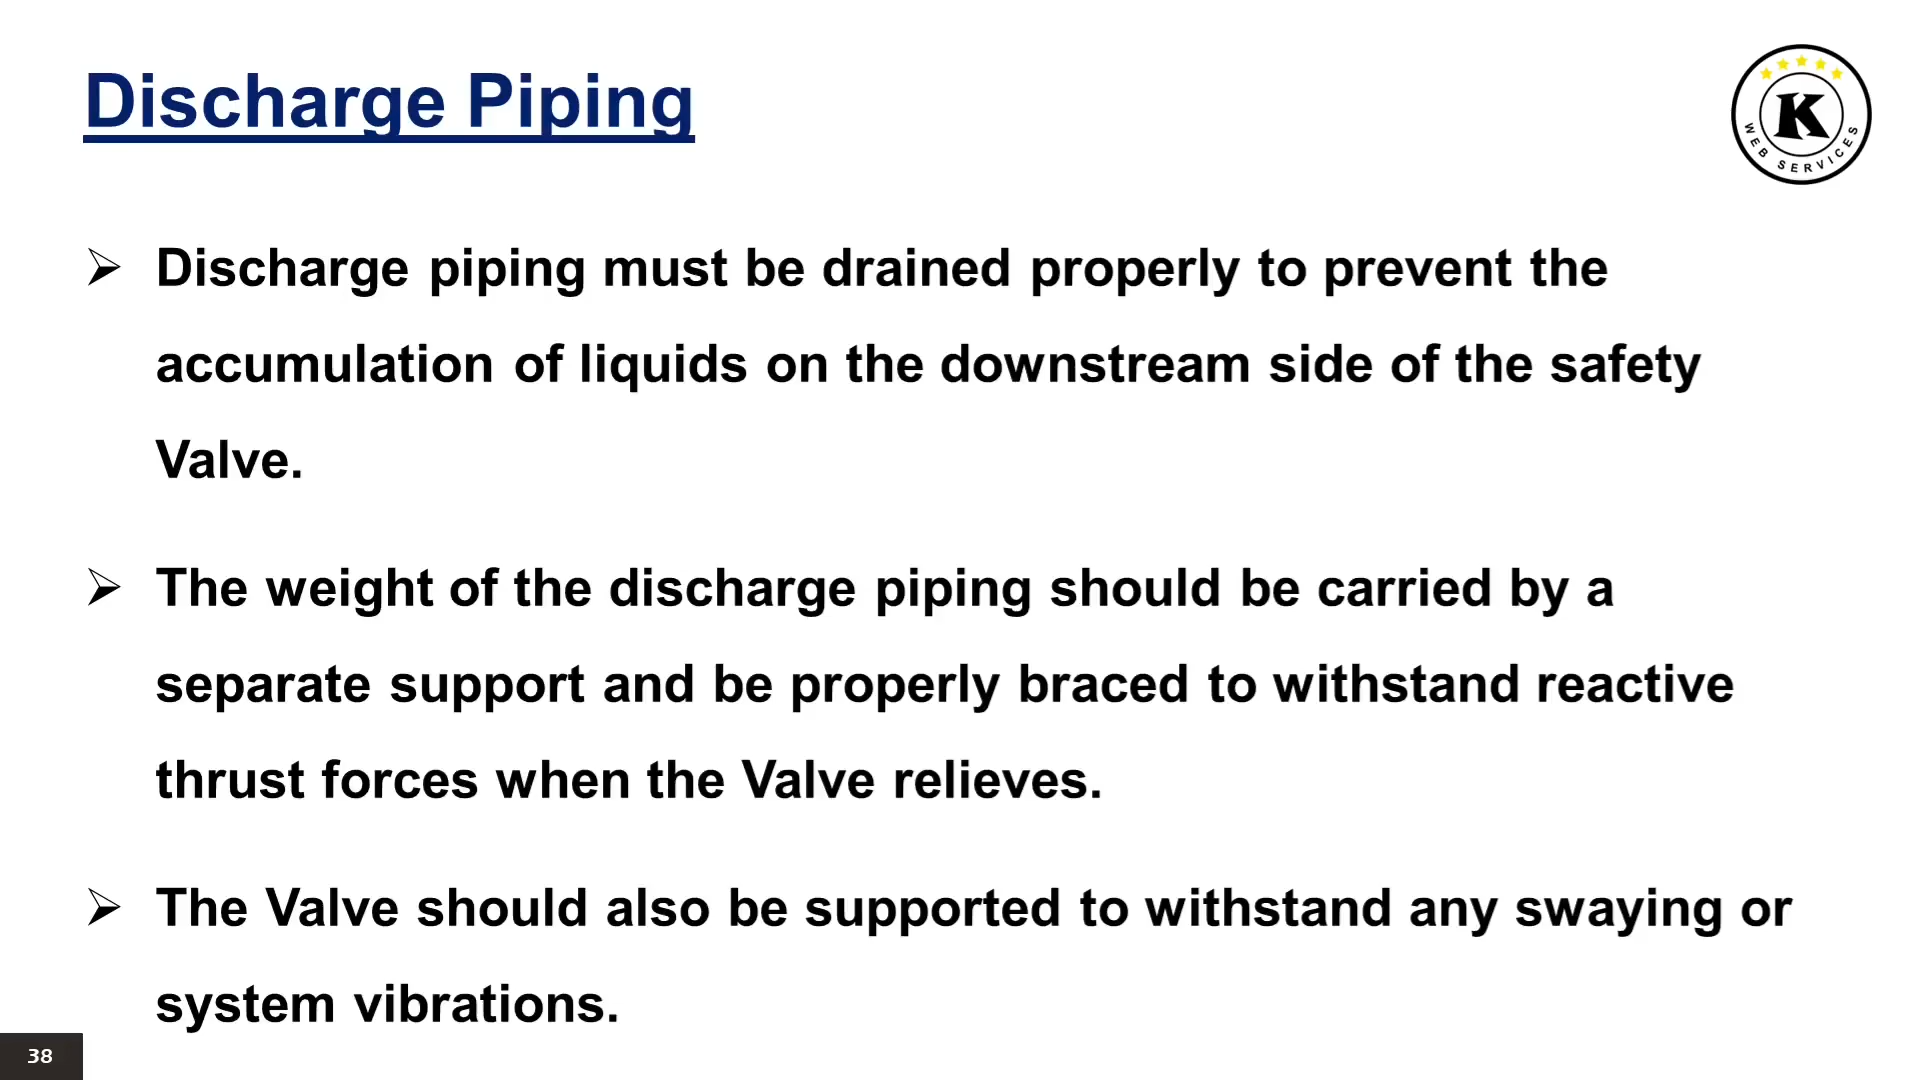 Discharge Piping
K
WEB SERVICES
➢ Discharge piping must be drained properly to prevent the
accumulation of liquids on the downstream side of the safety
Valve.
➢ The weight of the discharge piping should be carried by a
separate support and be properly braced to withstand reactive
thrust forces when the Valve relieves.
➢ The Valve should also be supported to withstand any swaying or
system vibrations.
38